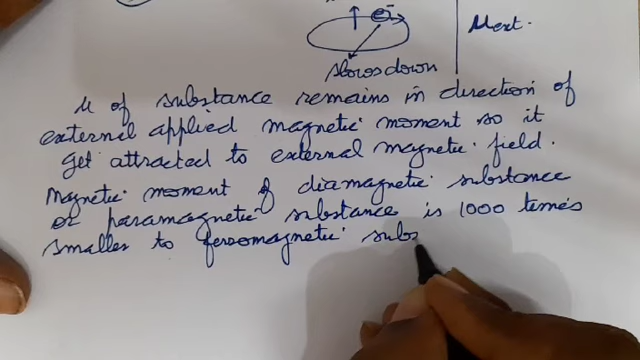 e⁻
Mext.
slows down
μ of substance remains in direction of
external applied magnetic moment so it
get attracted to external magnetic field.
Magnetic moment of diamagnetic substance
or paramagnetic substance is 1000 times
smaller to ferromagnetic subs